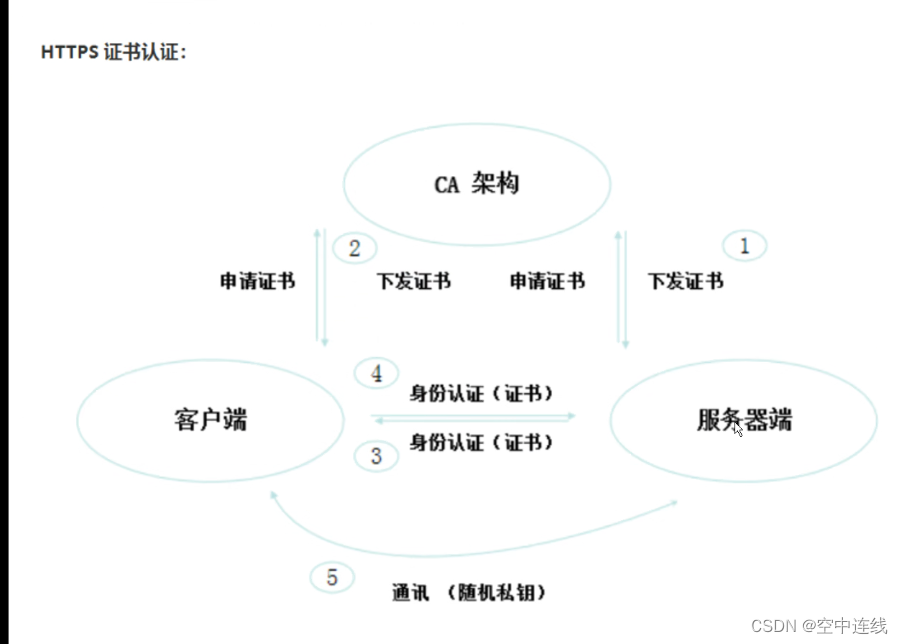 HTTPS 证书认证：
CA 架构
2
1
申请证书
下发证书
申请证书
下发证书
4
身份认证（证书）
客户端
服务器端
3
身份认证（证书）
5
通讯 （随机私钥）
CSDN @空中连线